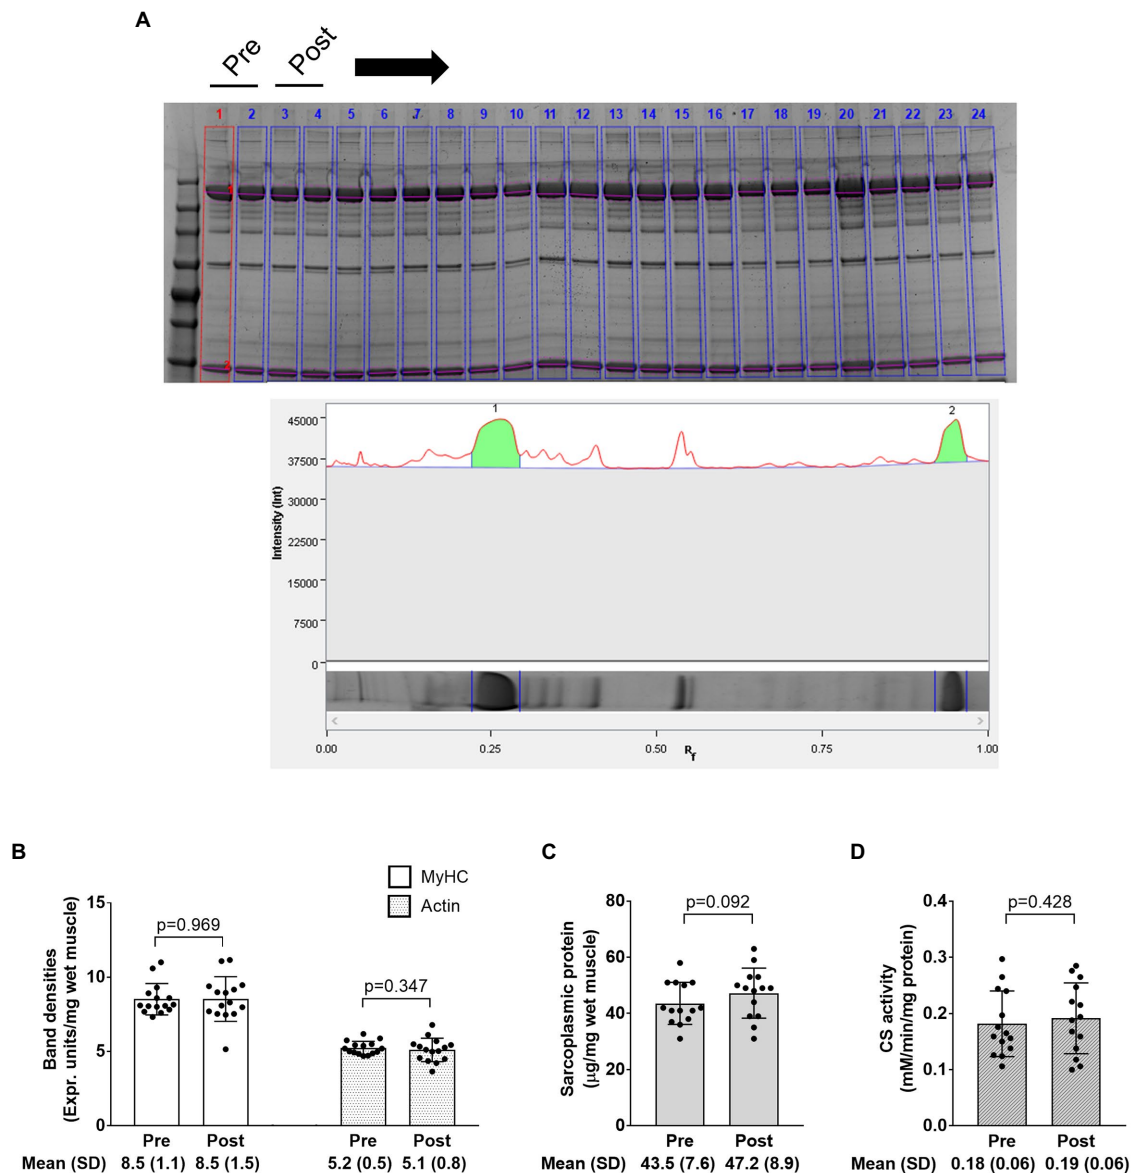 A
Pre Post
1 2 3 4 5 6 7 8 9 10 11 12 13 14 15 16 17 18 19 20 21 22 23 24
1
2
1 2
45000
37500
30000
22500
15000
7500
0
Intensity (Int)
< >
0.00 0.25 0.50 0.75 1.00
Rf
B
MyHC
Actin
15
10
5
0
Band densities
(Expr. units/mg wet muscle)
p=0.969
p=0.347
Pre Post Pre Post
Mean (SD) 8.5 (1.1) 8.5 (1.5) 5.2 (0.5) 5.1 (0.8)
C
80
60
40
20
0
Sarcoplasmic protein
(µg/mg wet muscle)
p=0.092
Pre Post
Mean (SD) 43.5 (7.6) 47.2 (8.9)
D
0.4
0.3
0.2
0.1
0.0
CS activity
(mM/min/mg protein)
p=0.428
Pre Post
Mean (SD) 0.18 (0.06) 0.19 (0.06)